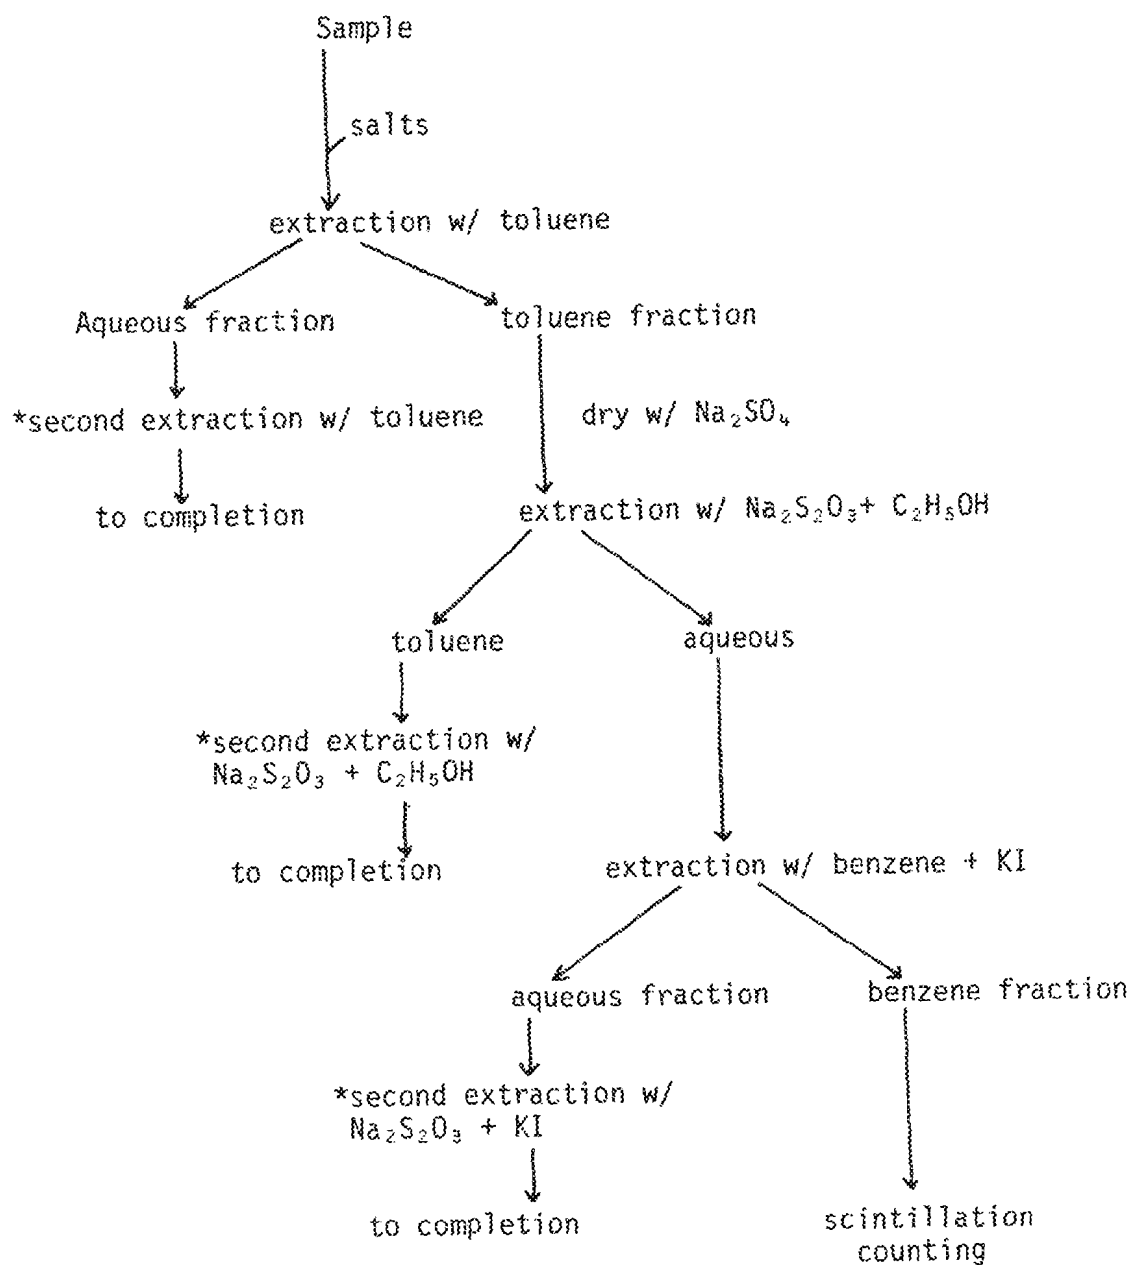 Sample
salts
extraction w/ toluene
Aqueous fraction
toluene fraction
*second extraction w/ toluene
dry w/ Na₂SO₄
to completion
extraction w/ Na₂S₂O₃+ C₂H₅OH
toluene
aqueous
*second extraction w/
Na₂S₂O₃ + C₂H₅OH
to completion
extraction w/ benzene + KI
aqueous fraction
benzene fraction
*second extraction w/
Na₂S₂O₃ + KI
to completion
scintillation
counting